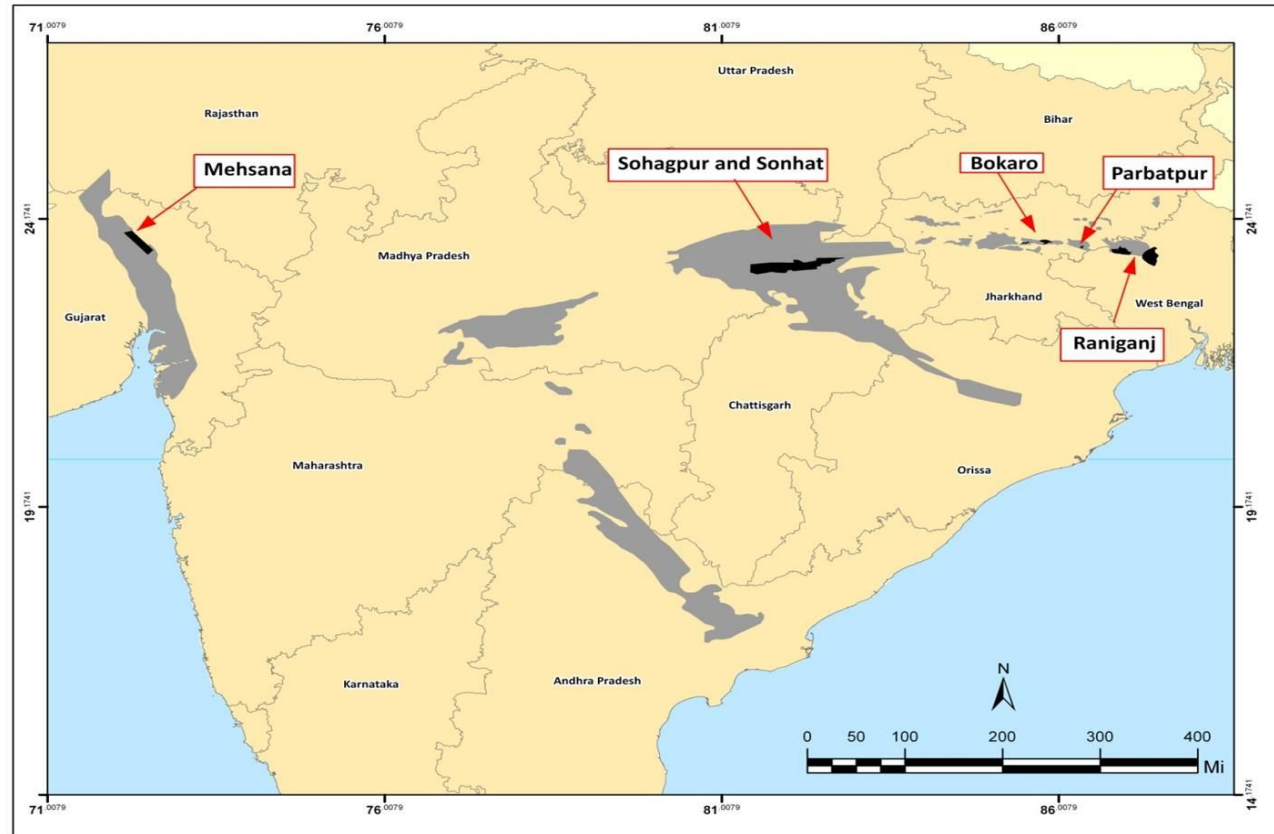 71.0079
76.0079
81.0079
86.0079
Uttar Pradesh
Rajasthan
Bihar
Mehsana
Sohagpur and Sonhat
Bokaro
Parbatpur
24.1741
24.1741
Madhya Pradesh
Jharkhand
West Bengal
Gujarat
Raniganj
Chattisgarh
Maharashtra
Orissa
19.1741
19.1741
N
Karnataka
Andhra Pradesh
0 50 100 200 300 400
Mi
14.1741
71.0079
76.0079
81.0079
86.0079